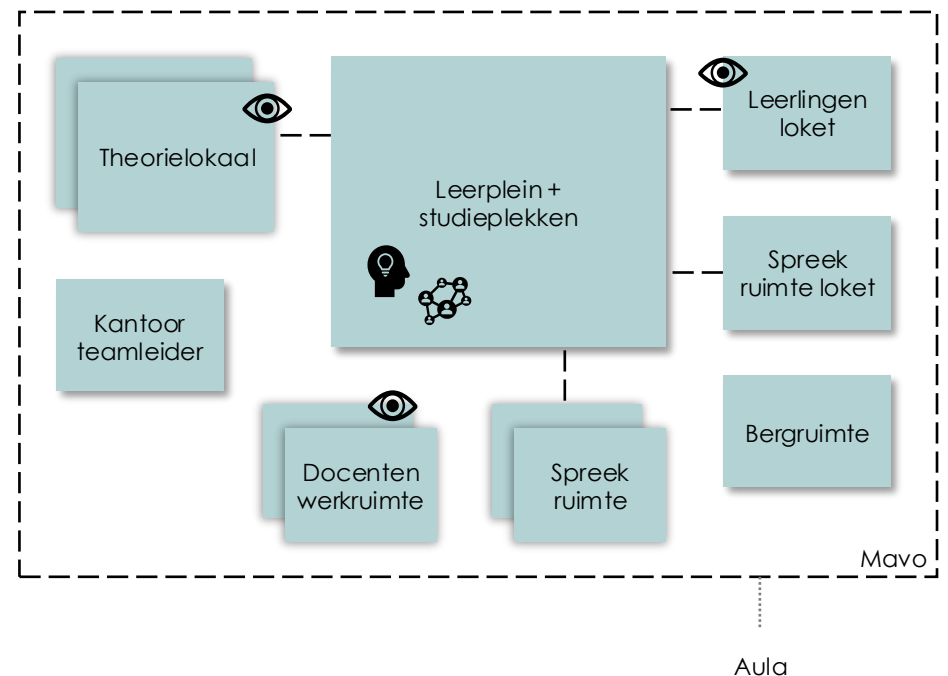 Theorielokaal
Leerplein +
studieplekken
Leerlingen
loket
Spreek
ruimte loket
Kantoor
teamleider
Bergruimte
Docenten
werkruimte
Spreek
ruimte
Mavo
Aula